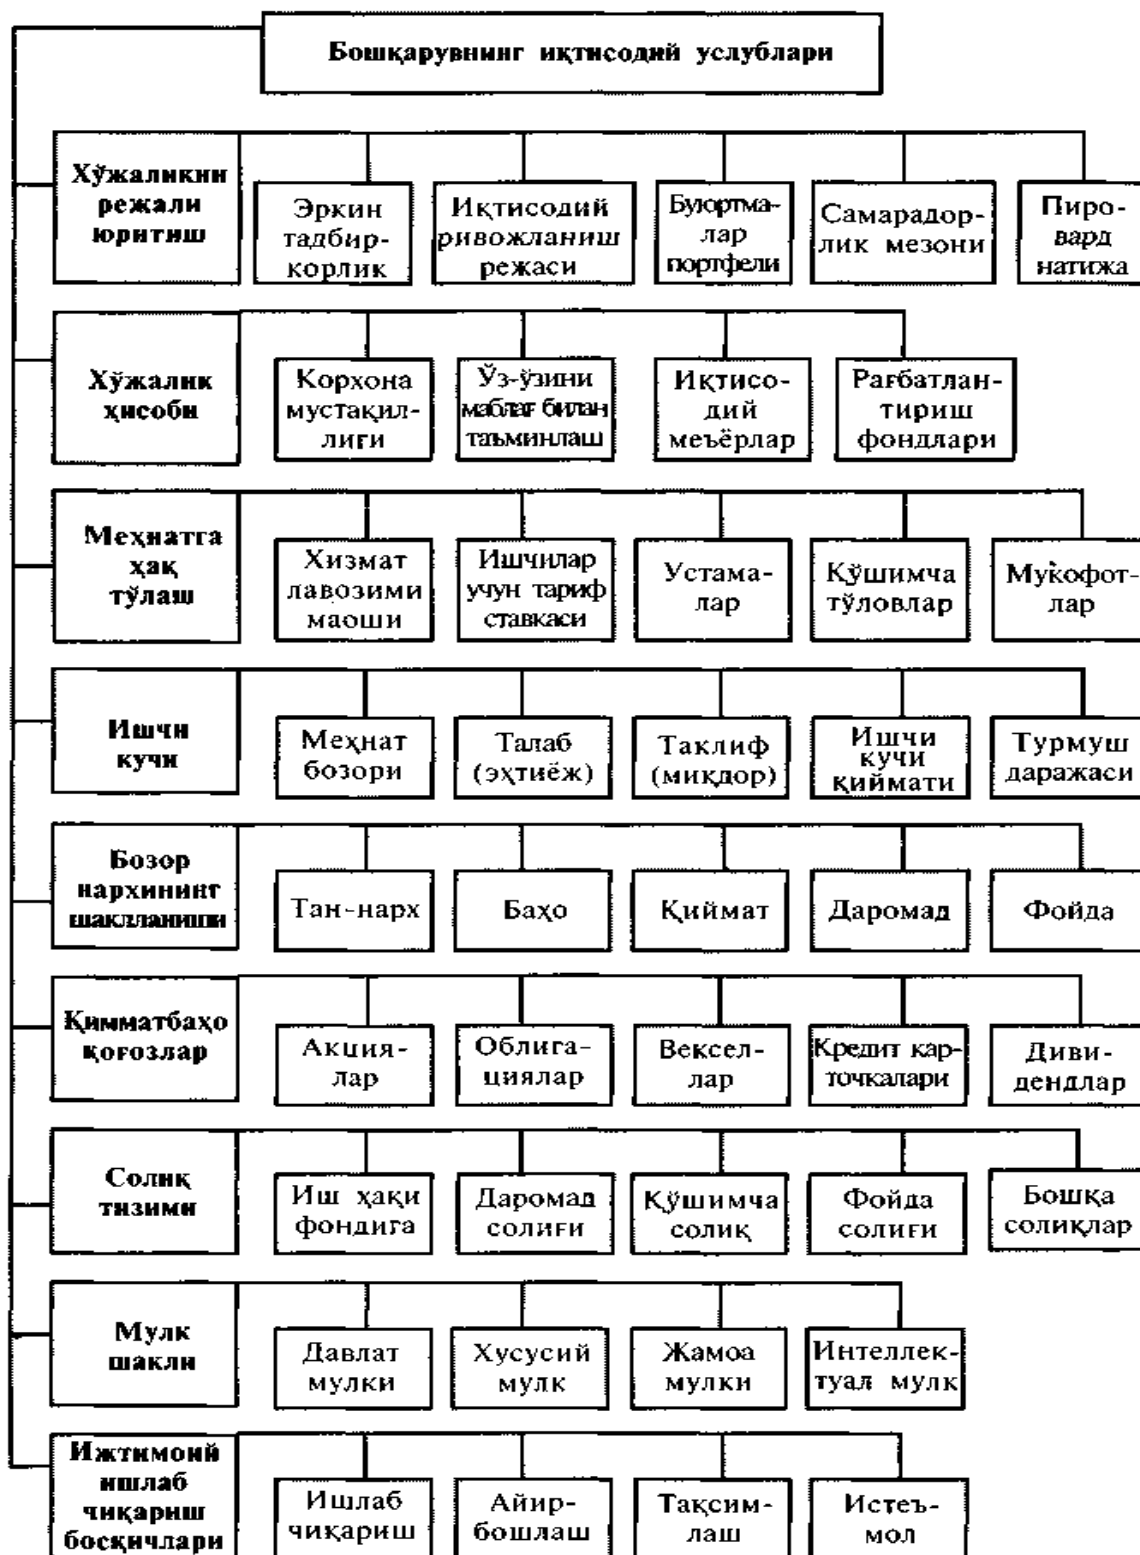 Бошқарувнинг иқтисодий услублари
Хўжаликни
режали
юритиш
Эркин
тадбир-
корлик
Иқтисодий
ривожланиш
режаси
Буюртма-
лар
портфели
Самарадор-
лик мезони
Пиро-
вард
натижа
Хўжалик
ҳисоби
Корхона
мустақил-
лиги
Ўз-ўзини
маблағ билан
таъминлаш
Иқтисо-
дий
меъёрлар
Рағбатлан-
тириш
фондлари
Меҳнатга
ҳақ
тўлаш
Хизмат
лавозими
маоши
Ишчилар
учун тариф
ставкаси
Устама-
лар
Қўшимча
тўловлар
Мукофот-
лар
Ишчи
кучи
Меҳнат
бозори
Талаб
(эҳтиёж)
Таклиф
(миқдор)
Ишчи
кучи
қиймати
Турмуш
даражаси
Бозор
нархининг
шаклланиши
Тан-нарх
Баҳо
Қиймат
Даромад
Фойда
Қимматбаҳо
қоғозлар
Акция-
лар
Облига-
циялар
Вексел-
лар
Кредит кар-
точкалари
Диви-
дендлар
Солиқ
тизими
Иш ҳақи
фондига
Даромад
солиғи
Қўшимча
солиқ
Фойда
солиғи
Бошқа
солиқлар
Мулк
шакли
Давлат
мулки
Хусусий
мулк
Жамоа
мулки
Интеллек-
туал мулк
Ижтимоий
ишлаб
чиқариш
босқичлари
Ишлаб
чиқариш
Айир-
бошлаш
Тақсим-
лаш
Истеъ-
мол